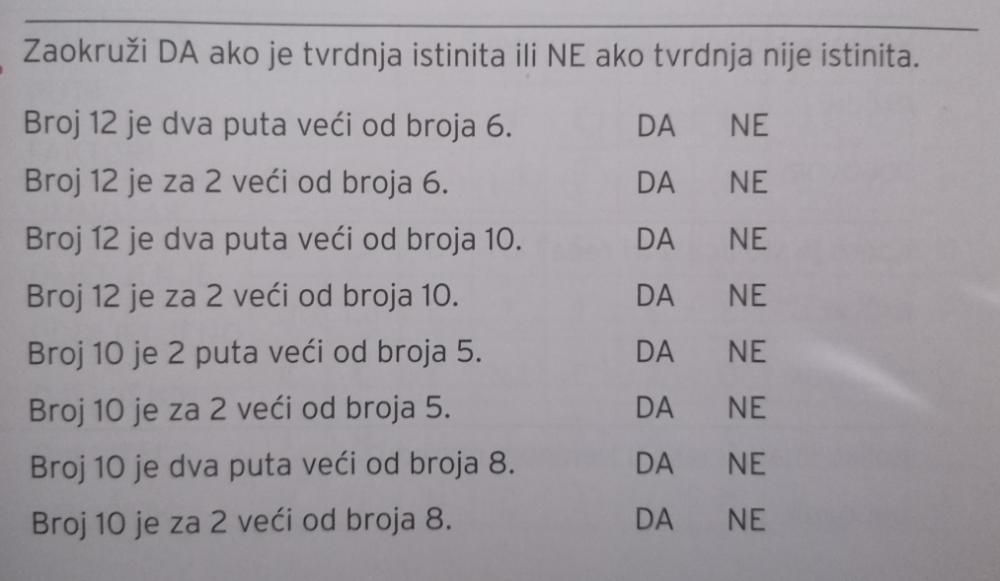 Zaokruži DA ako je tvrdnja istinita ili NE ako tvrdnja nije istinita.
Broj 12 je dva puta veći od broja 6. DA NE
Broj 12 je za 2 veći od broja 6. DA NE
Broj 12 je dva puta veći od broja 10. DA NE
Broj 12 je za 2 veći od broja 10. DA NE
Broj 10 je 2 puta veći od broja 5. DA NE
Broj 10 je za 2 veći od broja 5. DA NE
Broj 10 je dva puta veći od broja 8. DA NE
Broj 10 je za 2 veći od broja 8. DA NE